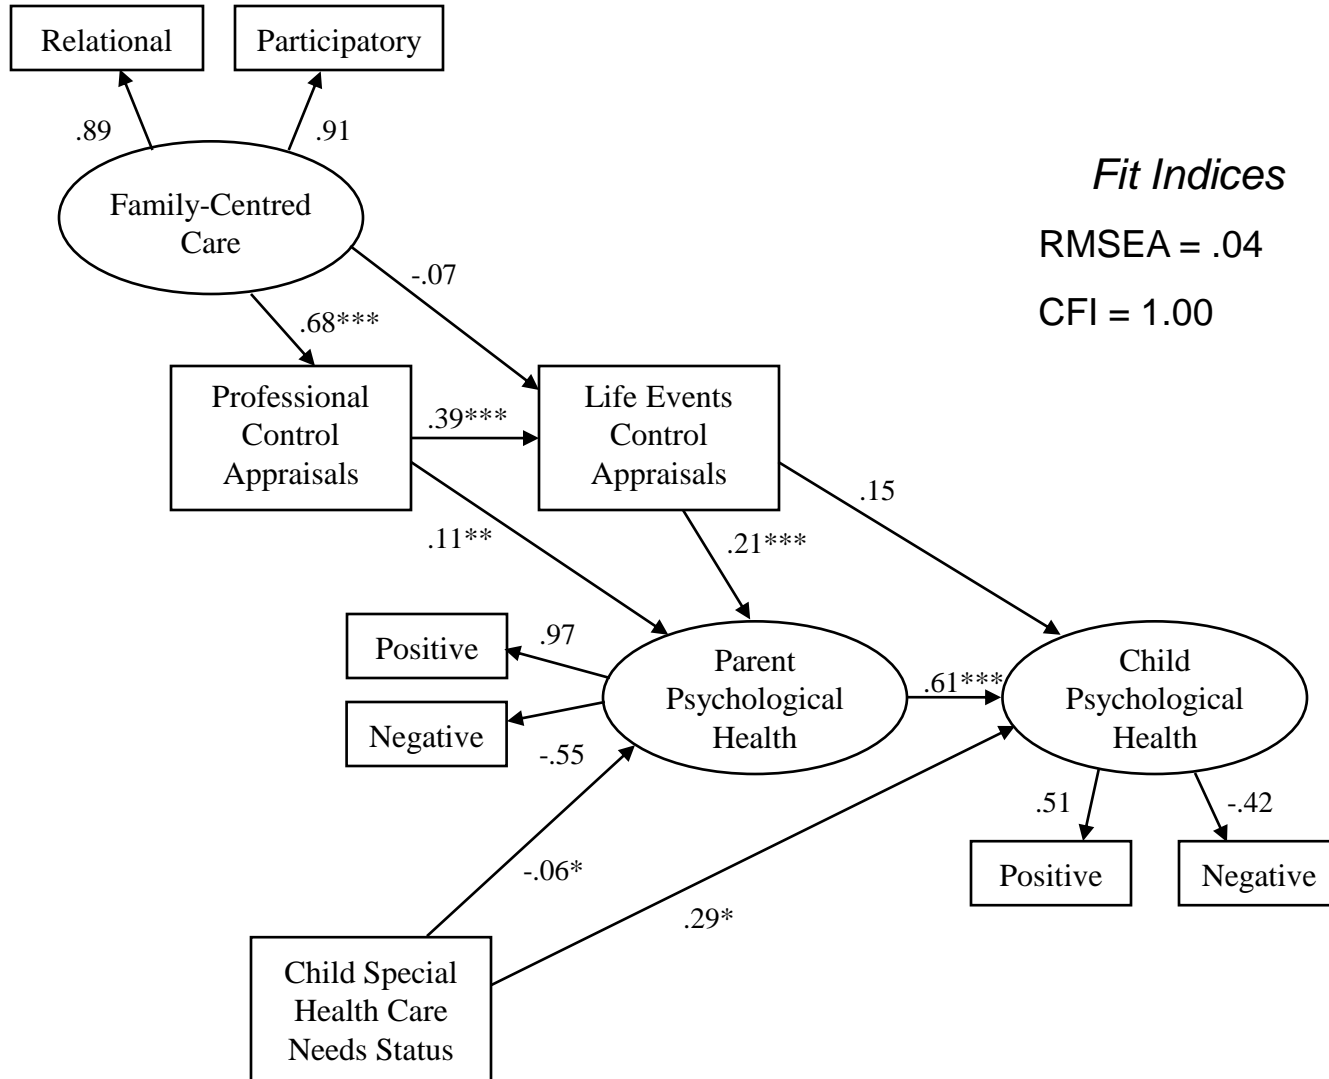 Relational
Participatory
.89
.91
Family-Centred
Care
Fit Indices
RMSEA = .04
CFI = 1.00
-.07
.68***
Professional
Control
Appraisals
.39***
Life Events
Control
Appraisals
.15
.11**
.21***
Positive
.97
Negative
-.55
Parent
Psychological
Health
.61***
Child
Psychological
Health
.51
-.42
Positive
Negative
-.06*
.29*
Child Special
Health Care
Needs Status